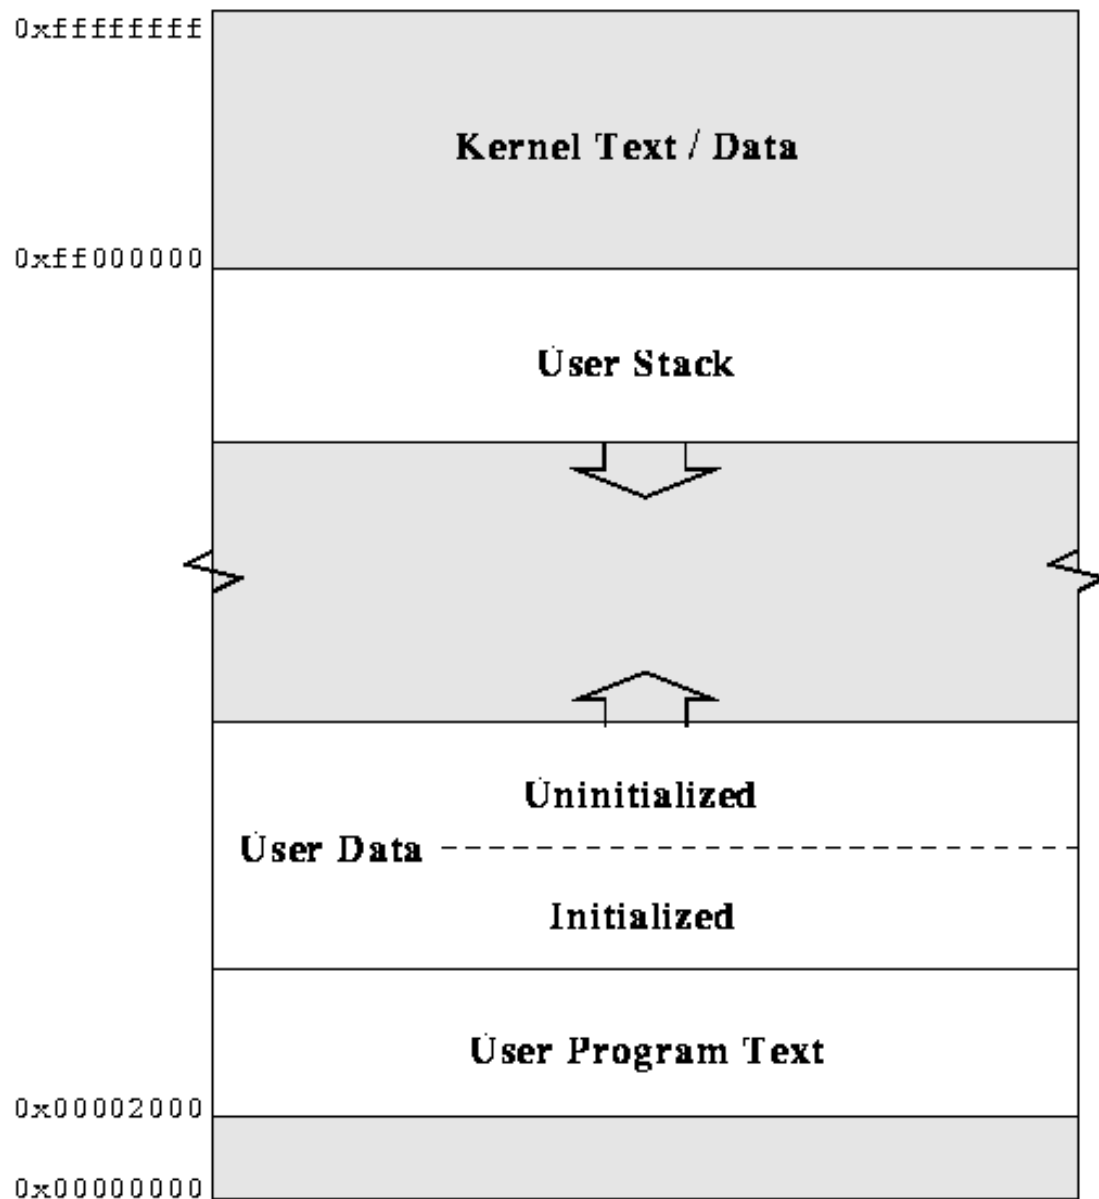 0xffffffff
Kernel Text / Data
0xff000000
User Stack
Uninitialized
User Data
Initialized
User Program Text
0x00002000
0x00000000